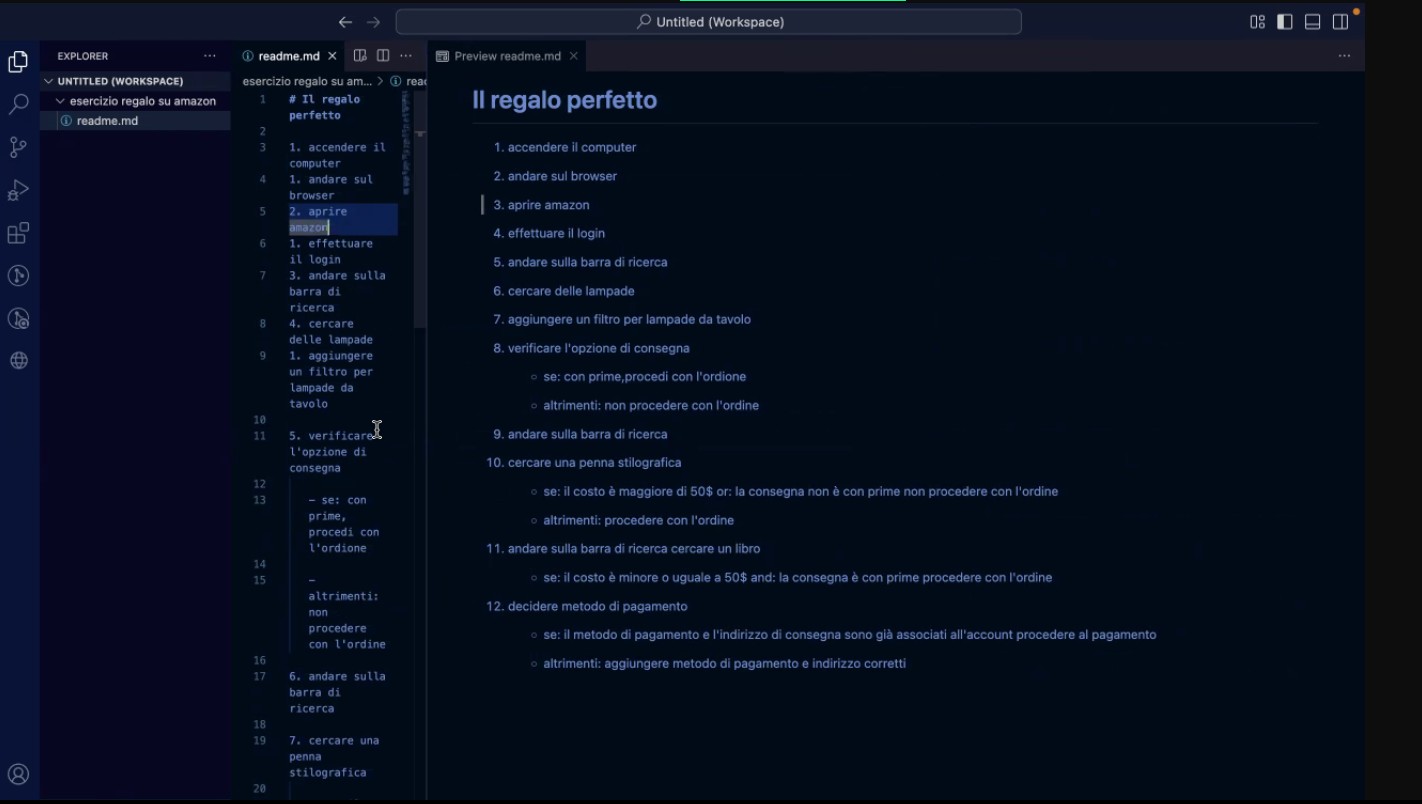 Untitled (Workspace)
EXPLORER
UNTITLED (WORKSPACE)
esercizio regalo su amazon
readme.md
readme.md
esercizio regalo su am... >
1 # Il regalo
perfetto
2
3 1. accendere il
computer
4 1. andare sul
browser
5 2. aprire
amazon
6 1. effettuare
il login
7 3. andare sulla
barra di
ricerca
8 4. cercare
delle lampade
9 1. aggiungere
un filtro per
lampade da
tavolo
10
11 5. verificare
l'opzione di
consegna
12
13 - se: con
prime,
procedi con
l'ordione
14
15 -
altrimenti:
non
procedere
con l'ordine
16
17 6. andare sulla
barra di
ricerca
18
19 7. cercare una
penna
stilografica
20
Preview readme.md
Il regalo perfetto
1. accendere il computer
2. andare sul browser
3. aprire amazon
4. effettuare il login
5. andare sulla barra di ricerca
6. cercare delle lampade
7. aggiungere un filtro per lampade da tavolo
8. verificare l'opzione di consegna
se: con prime,procedi con l'ordione
altrimenti: non procedere con l'ordine
9. andare sulla barra di ricerca
10. cercare una penna stilografica
se: il costo è maggiore di 50$ or: la consegna non è con prime non procedere con l'ordine
altrimenti: procedere con l'ordine
11. andare sulla barra di ricerca cercare un libro
se: il costo è minore o uguale a 50$ and: la consegna è con prime procedere con l'ordine
12. decidere metodo di pagamento
se: il metodo di pagamento e l'indirizzo di consegna sono già associati all'account procedere al pagamento
altrimenti: aggiungere metodo di pagamento e indirizzo corretti